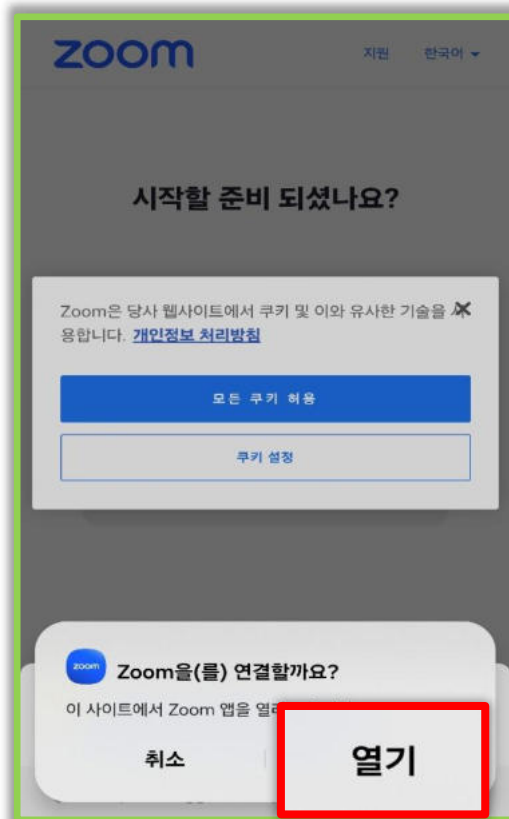 zoom
지원 한국어
시작할 준비 되셨나요?
Zoom은 당사 웹사이트에서 쿠키 및 이와 유사한 기술을 사
용합니다. 개인정보 처리방침
모든 쿠키 허용
쿠키 설정
zoom
Zoom을(를) 연결할까요?
이 사이트에서 Zoom 앱을
취소
열기